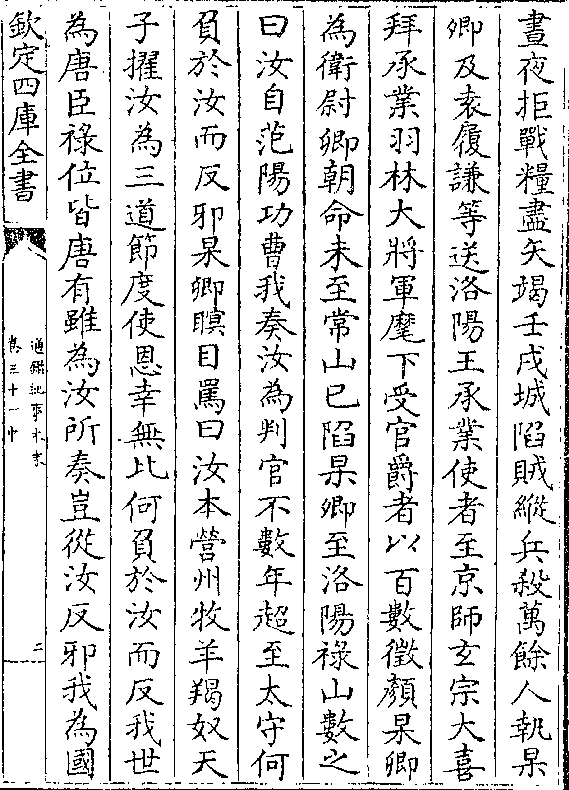 晝夜拒戰糧盡矢竭壬戌城陷賊縱兵殺萬餘人執杲
卿及袁履謙等送洛陽王承業使者至京師玄宗大喜
拜承業羽林大將軍麾下受官爵者以百數徵顏杲卿
為衛尉卿朝命未至常山已陷杲卿至洛陽祿山數之
曰汝自范陽功曹我奏汝為判官不數年超至太守何
負於汝而反邪杲卿瞋目罵曰汝本營州牧羊羯奴天
子擢汝為三道節度使恩幸無比何負於汝而反我世
為唐臣祿位皆唐有雖為汝所奏豈從汝反邪我為國
欽定四庫全書
通鑑紀事本末
卷三十一中
二